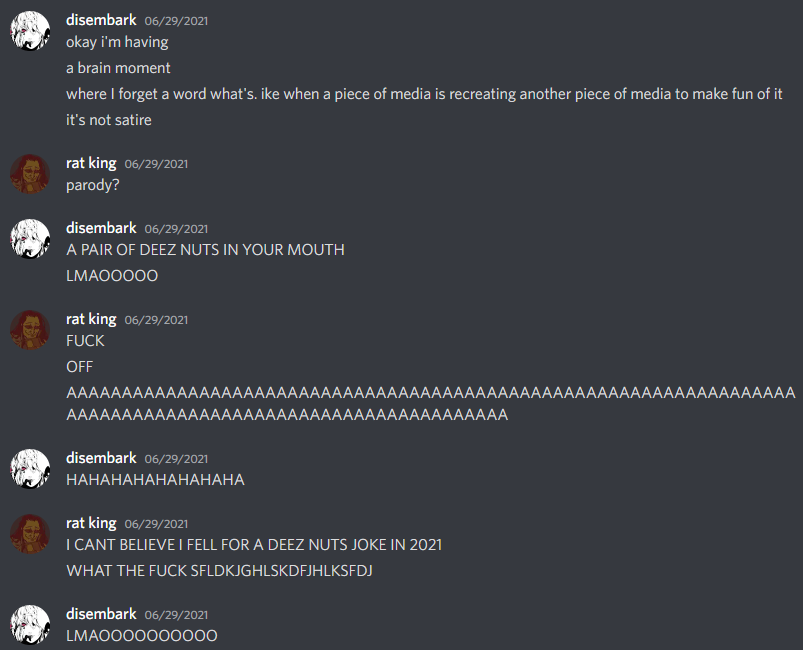 disembark 06/29/2021
okay i'm having
a brain moment
where I forget a word what's. ike when a piece of media is recreating another piece of media to make fun of it
it's not satire
rat king 06/29/2021
parody?
disembark 06/29/2021
A PAIR OF DEEZ NUTS IN YOUR MOUTH
LMAOOOOO
rat king 06/29/2021
FUCK
OFF
AAAAAAAAAAAAAAAAAAAAAAAAAAAAAAAAAAAAAAAAAAAAAAAAAAAAAAAAAAAAAAAAAA
AAAAAAAAAAAAAAAAAAAAAAAAAAAAAAAAAAAAAAAA
disembark 06/29/2021
HAHAHAHAHAHAHAHA
rat king 06/29/2021
I CANT BELIEVE I FELL FOR A DEEZ NUTS JOKE IN 2021
WHAT THE FUCK SFLDKJGHLSKDFJHLKSFDJ
disembark 06/29/2021
LMAOOOOOOOOOO